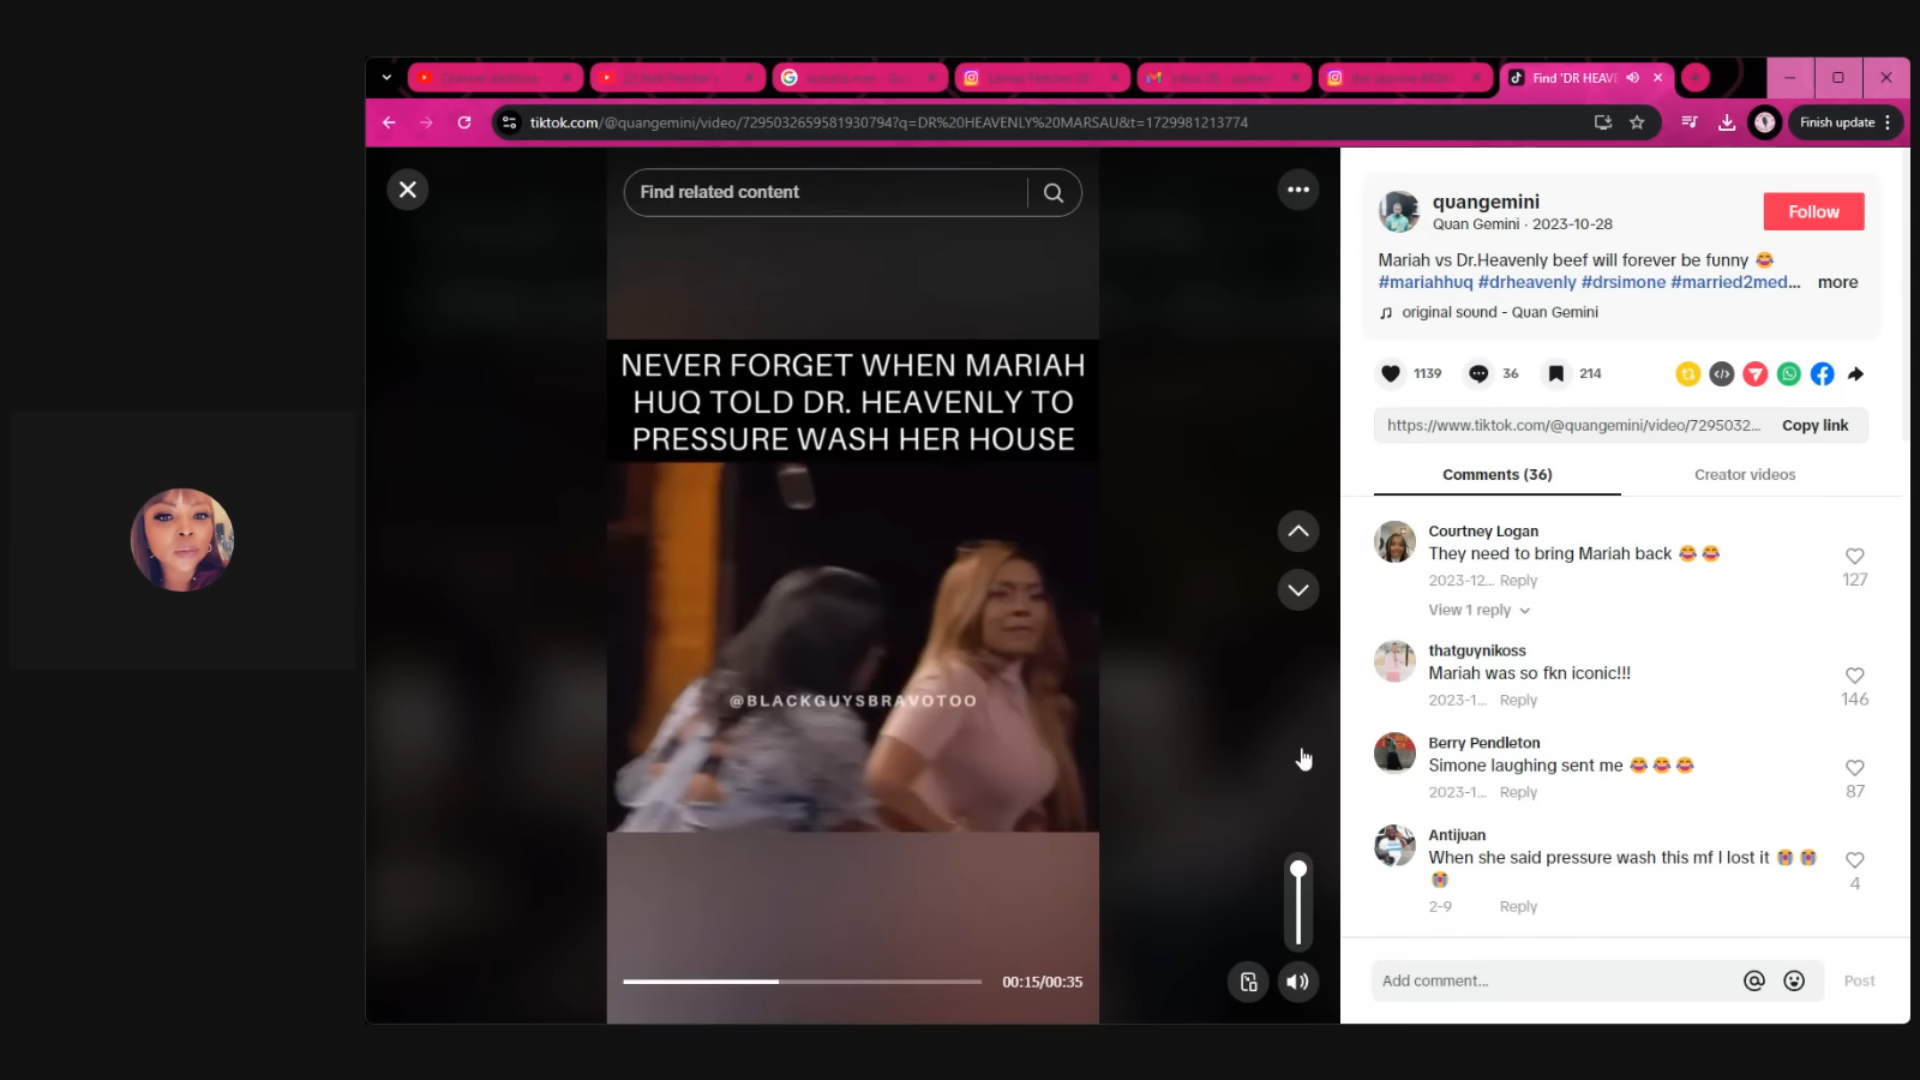 Find 'DR HEAVE
tiktok.com/@quangemini/video/7295032659581930794?q=DR%20HEAVENLY%20MARSAU&t=1729981213774
Finish update
Find related content
NEVER FORGET WHEN MARIAH
HUQ TOLD DR. HEAVENLY TO
PRESSURE WASH HER HOUSE
@BLACKGUYSBRAVOTOO
00:15/00:35
quangemini
Quan Gemini · 2023-10-28
Follow
Mariah vs Dr.Heavenly beef will forever be funny 😂
#mariahhuq #drheavenly #drsimone #married2med... more
original sound - Quan Gemini
1139 36 214
https://www.tiktok.com/@quangemini/video/7295032... Copy link
Comments (36) Creator videos
Courtney Logan
They need to bring Mariah back 😂 😂
127
2023-12... Reply
View 1 reply
thatguynikoss
Mariah was so fkn iconic!!!
146
2023-1... Reply
Berry Pendleton
Simone laughing sent me 😂 😂 😂
87
2023-1... Reply
Antijuan
When she said pressure wash this mf I lost it 😭 😭
😭
4
2-9 Reply
Add comment... Post